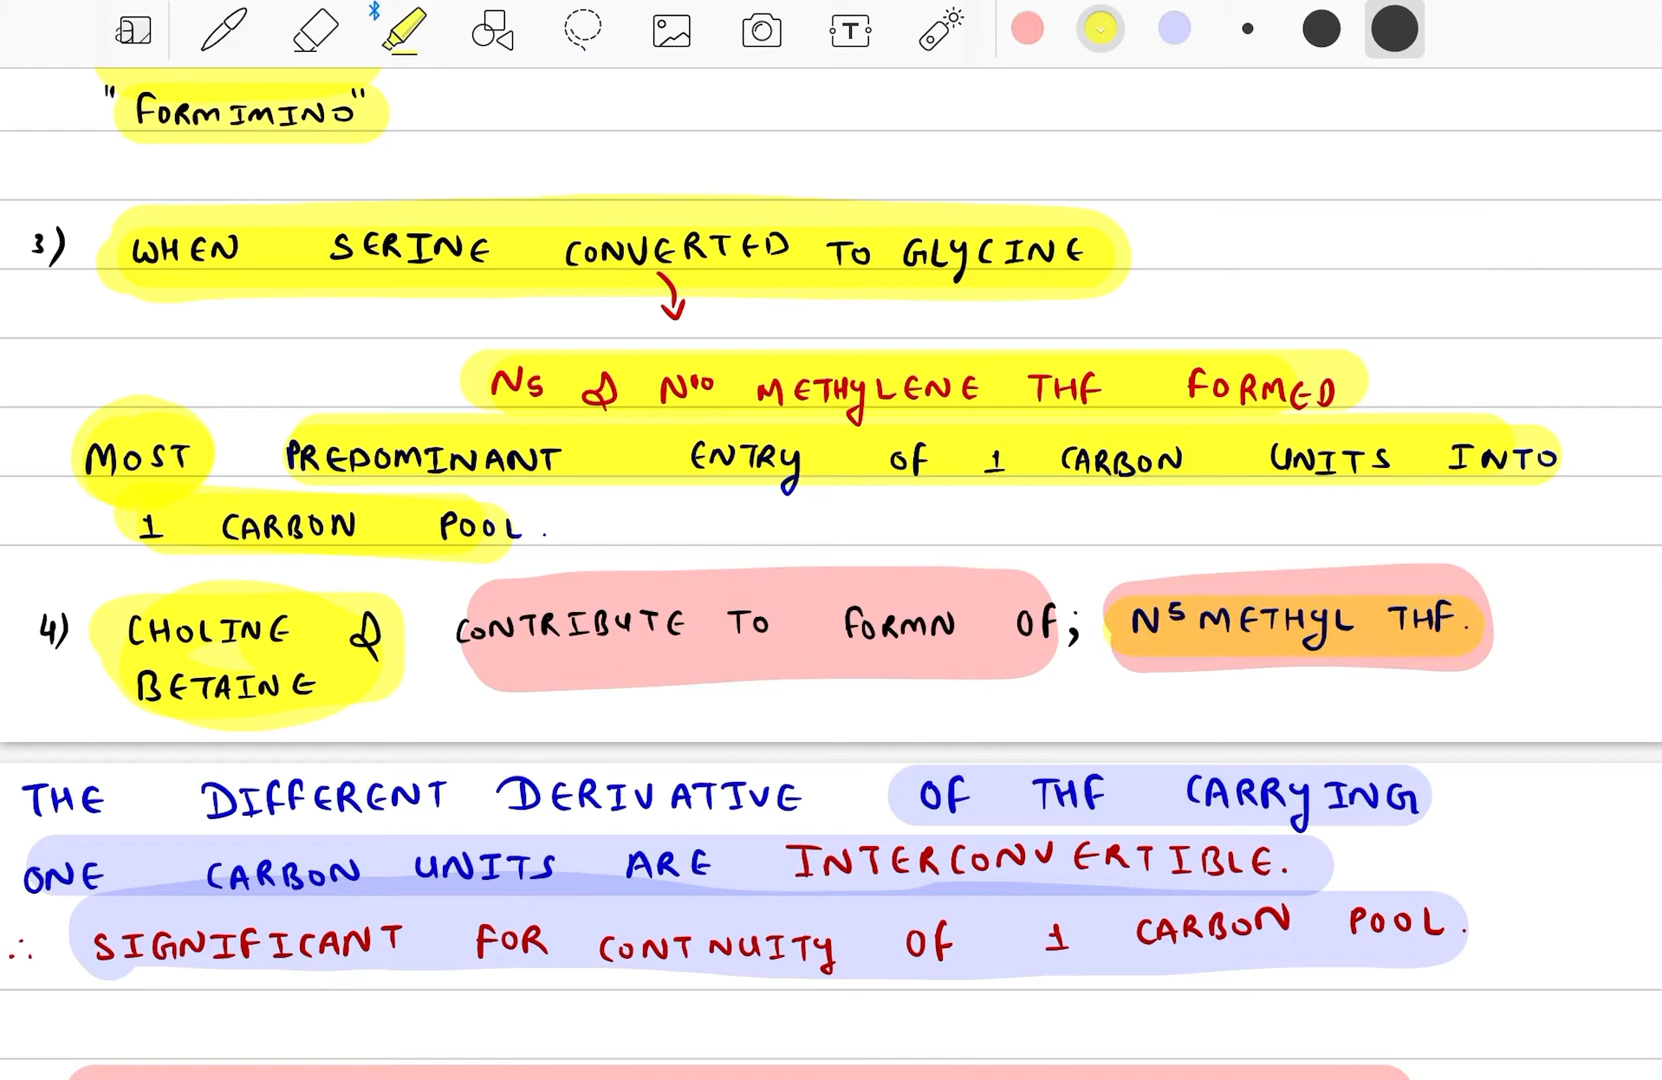 "FORMIMINO"
3) WHEN SERINE CONVERTED TO GLYCINE
N5 & N10 METHYLENE THF FORMED
MOST PREDOMINANT ENTRY OF 1 CARBON UNITS INTO
1 CARBON POOL.
4) CHOLINE & CONTRIBUTE TO FORMN OF; N5 METHYL THF.
BETAINE
THE DIFFERENT DERIVATIVE OF THF CARRYING
ONE CARBON UNITS ARE INTERCONVERTIBLE.
∴ SIGNIFICANT FOR CONTNUITY OF 1 CARBON POOL.